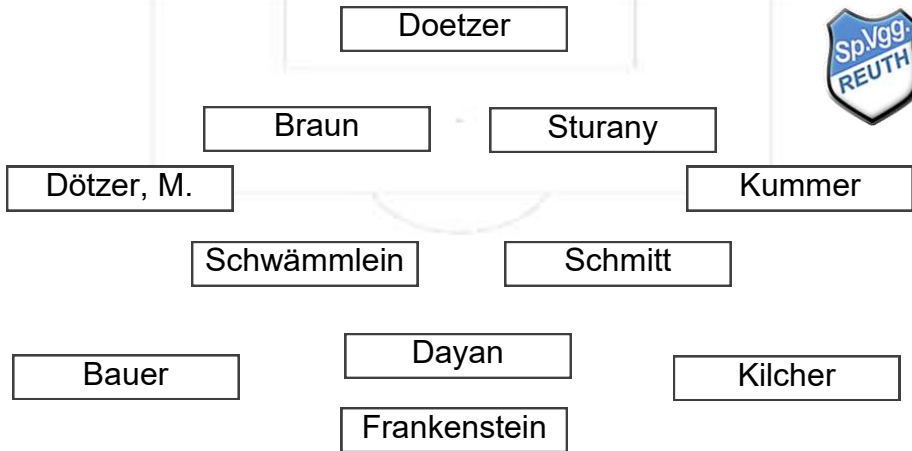 Doetzer
Sp.Vgg.
REUTH
Braun
Sturany
Dötzer, M.
Kummer
Schwämmlein
Schmitt
Bauer
Dayan
Kilcher
Frankenstein